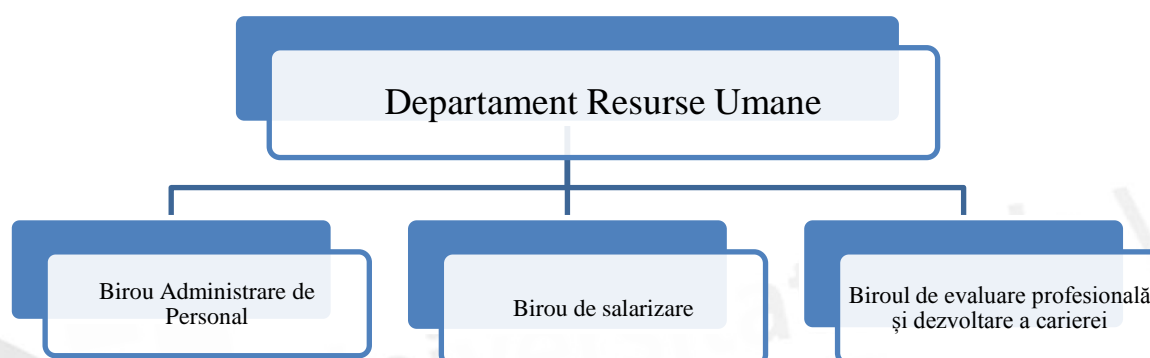 Departament Resurse Umane
Birou Administrare de
Personal
Birou de salarizare
Biroul de evaluare profesională
și dezvoltare a carierei